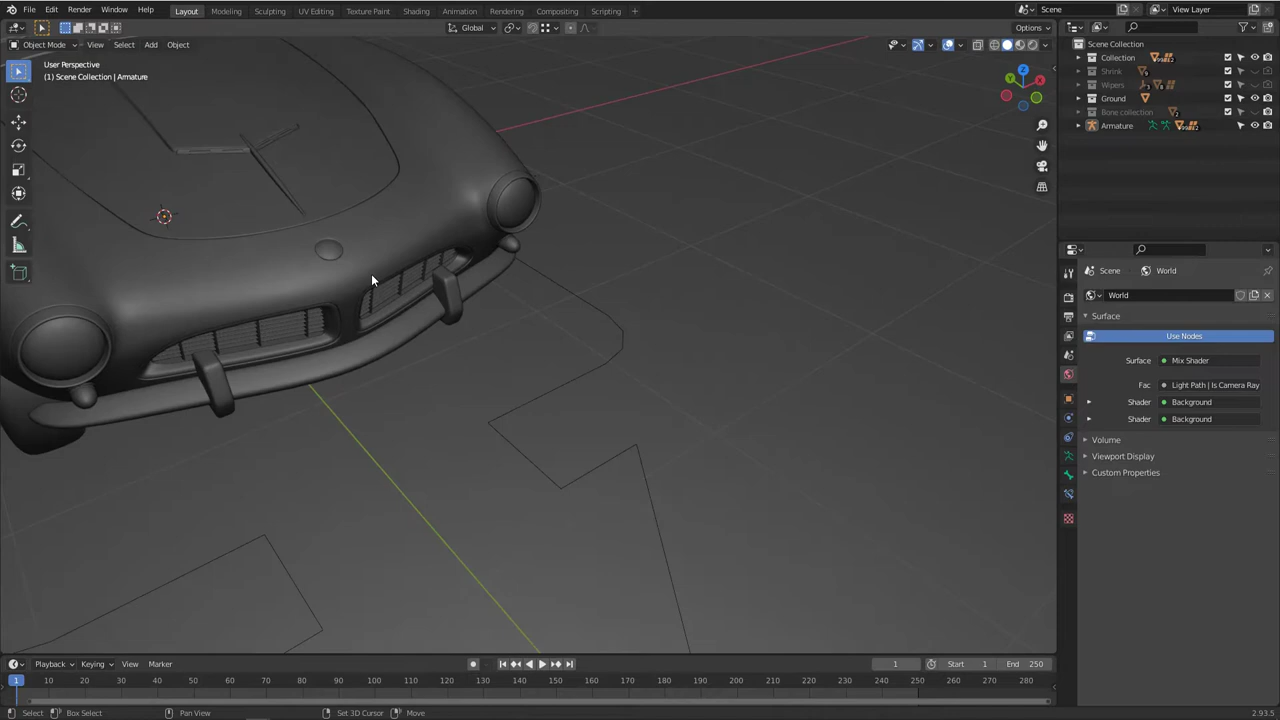 File Edit Render Window Help Layout Modeling Sculpting UV Editing Texture Paint Shading Animation Rendering Compositing Scripting + Scene View Layer
Global Options
Object Mode View Select Add Object
User Perspective
(1) Scene Collection | Armature
Z
Y
X
Scene Collection
Collection
Shrink
Wipers
Ground
Bone collection
Armature
Scene World
World
Surface
Use Nodes
Surface Mix Shader
Fac Light Path | Is Camera Ray
Shader Background
Shader Background
Volume
Viewport Display
Custom Properties
Playback Keying View Marker 1 Start 1 End 250
1 10 20 30 40 50 60 70 80 90 100 110 120 130 140 150 160 170 180 190 200 210 220 230 240 250 260 270 280
Select Box Select Pan View Set 3D Cursor Move 2.93.5